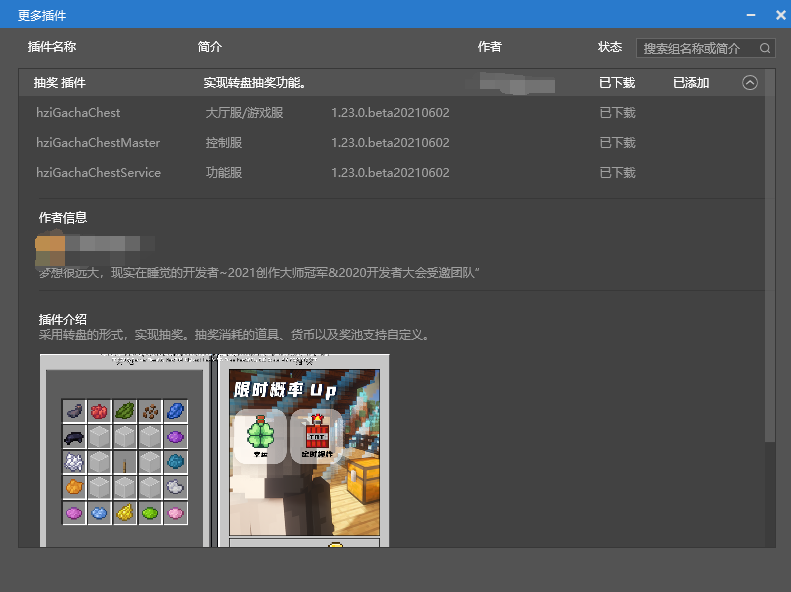 更多插件
插件名称 简介 作者 状态 搜索组名称或简介
抽奖 插件 实现转盘抽奖功能。 已下载 已添加
hziGachaChest 大厅服/游戏服 1.23.0.beta20210602 已下载
hziGachaChestMaster 控制服 1.23.0.beta20210602 已下载
hziGachaChestService 功能服 1.23.0.beta20210602 已下载
作者信息
梦想很远大，现实在睡觉的开发者~2021创作大师冠军&2020开发者大会受邀团队“
插件介绍
采用转盘的形式，实现抽奖。抽奖消耗的道具、货币以及奖池支持自定义。
限时概率 Up
TNT
幸运 定时爆炸